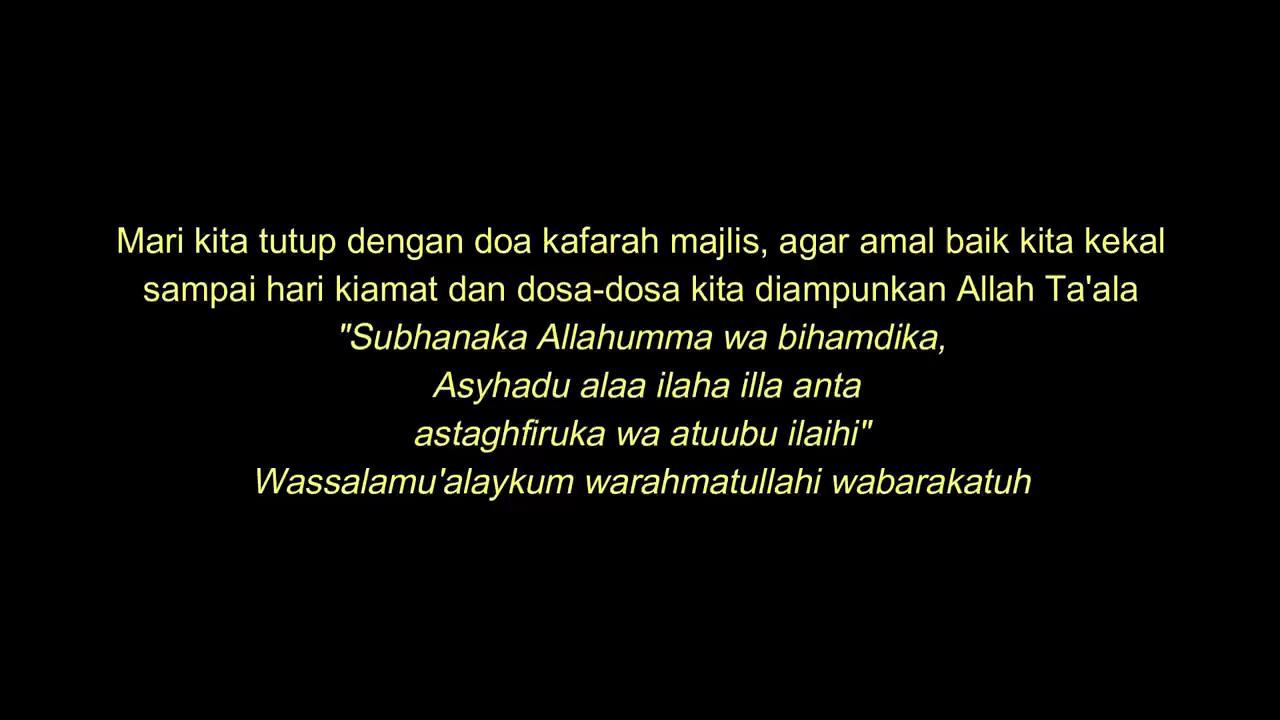 Mari kita tutup dengan doa kafarah majlis, agar amal baik kita kekal
sampai hari kiamat dan dosa-dosa kita diampunkan Allah Ta'ala
"Subhanaka Allahumma wa bihamdika,
Asyhadu alaa ilaha illa anta
astaghfiruka wa atuubu ilaihi"
Wassalamu'alaykum warahmatullahi wabarakatuh